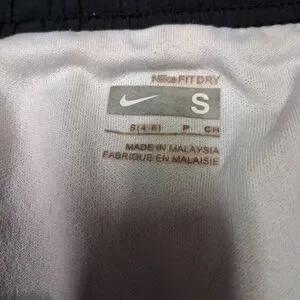 NIKE FIT DRY
S
S(4-6) P CH
MADE IN MALAYSIA
FABRIQUE EN MALAISIE